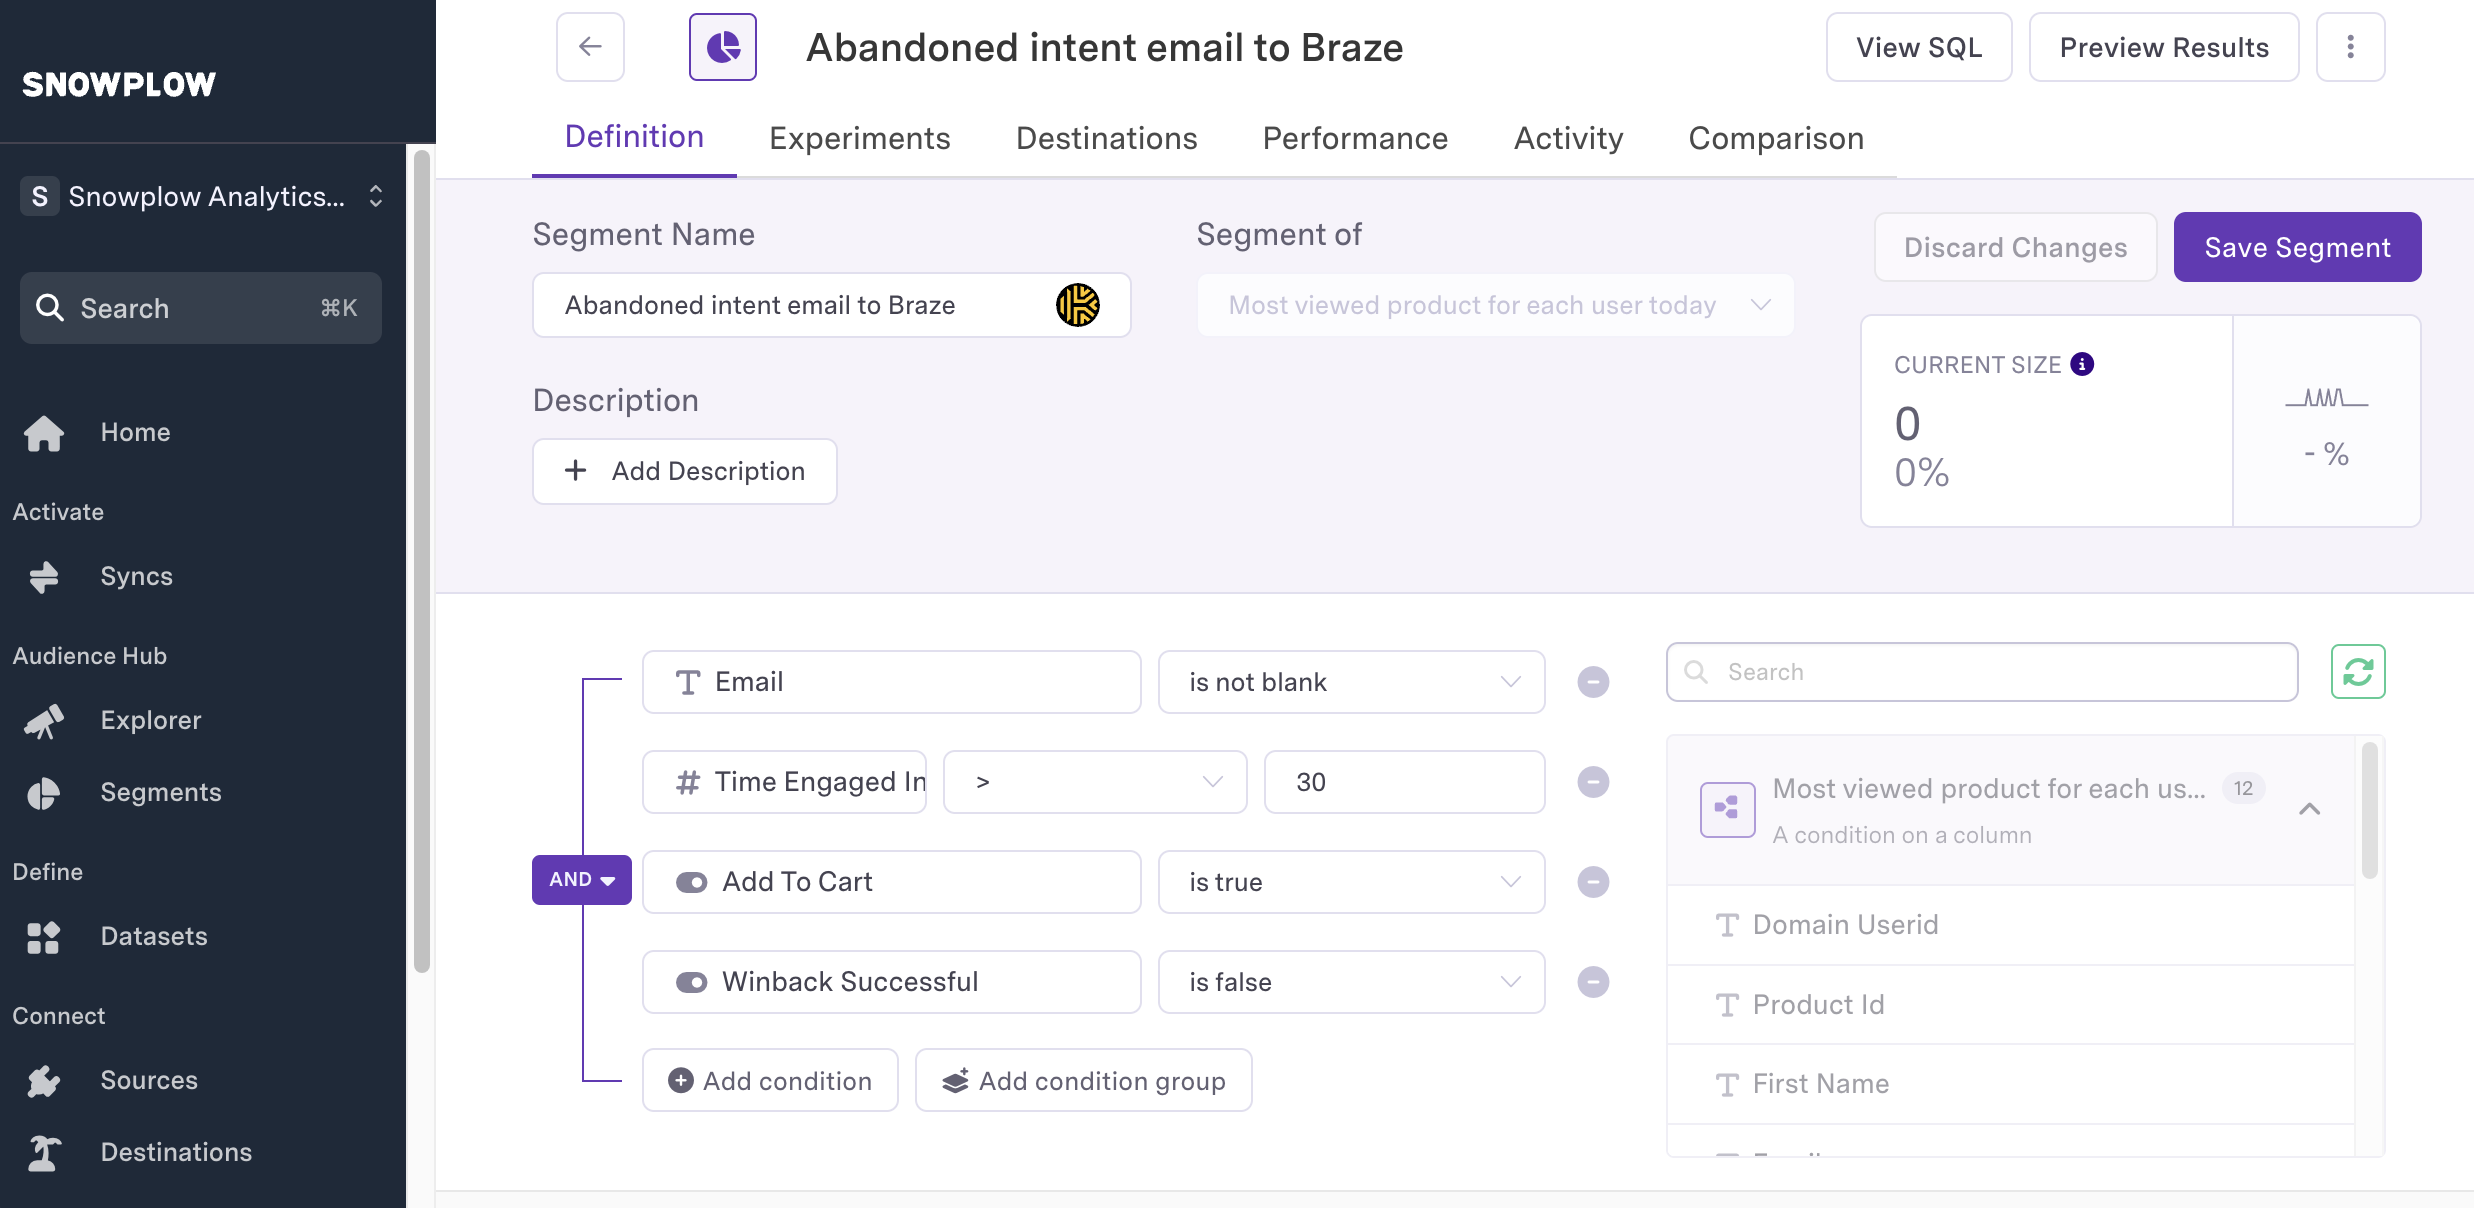 SNOWPLOW
S Snowplow Analytics...
Search ⌘K
Home
Activate
Syncs
Audience Hub
Explorer
Segments
Define
Datasets
Connect
Sources
Destinations
Abandoned intent email to Braze
View SQL
Preview Results
Definition Experiments Destinations Performance Activity Comparison
Segment Name
Abandoned intent email to Braze
Segment of
Most viewed product for each user today
Discard Changes
Save Segment
Description
+ Add Description
CURRENT SIZE
0
0%
- %
AND
Email is not blank
Time Engaged In > 30
Add To Cart is true
Winback Successful is false
Add condition
Add condition group
Search
Most viewed product for each us... 12
A condition on a column
Domain Userid
Product Id
First Name